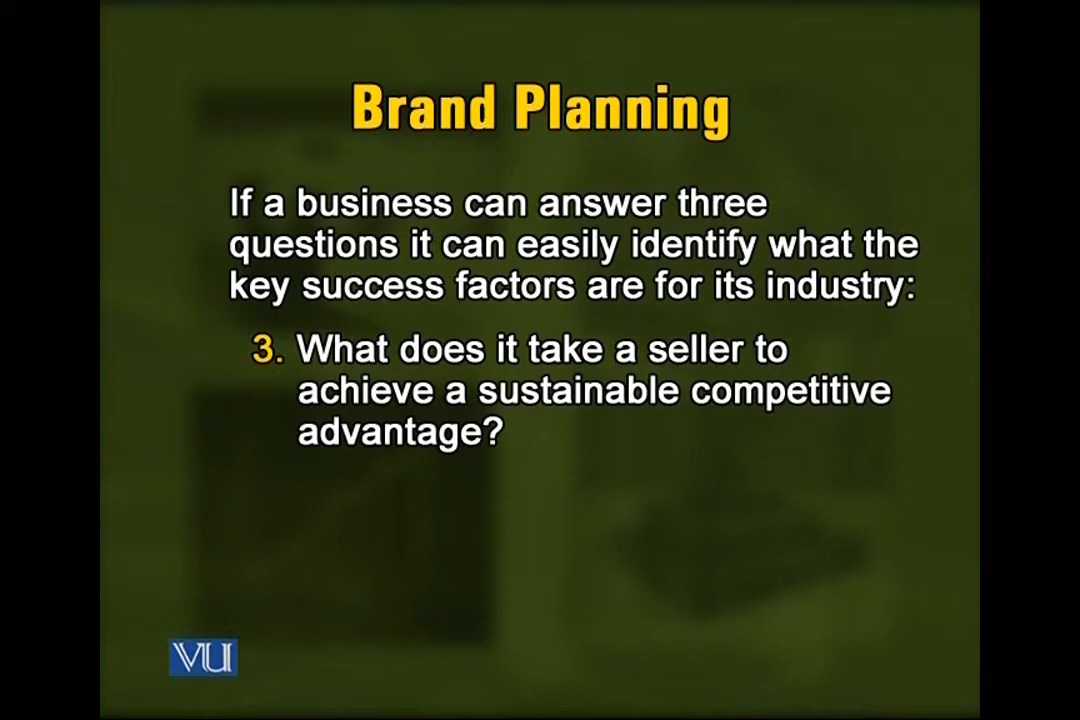 Brand Planning
If a business can answer three
questions it can easily identify what the
key success factors are for its industry:
3. What does it take a seller to
achieve a sustainable competitive
advantage?
VU